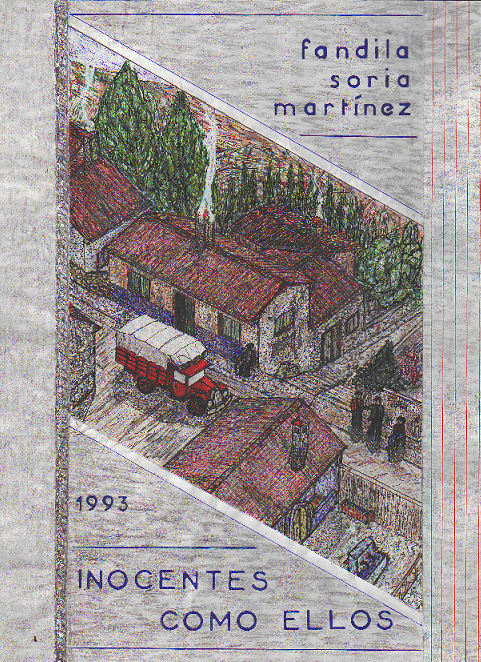 fandila
soria
martínez
1993
INOCENTES
COMO ELLOS